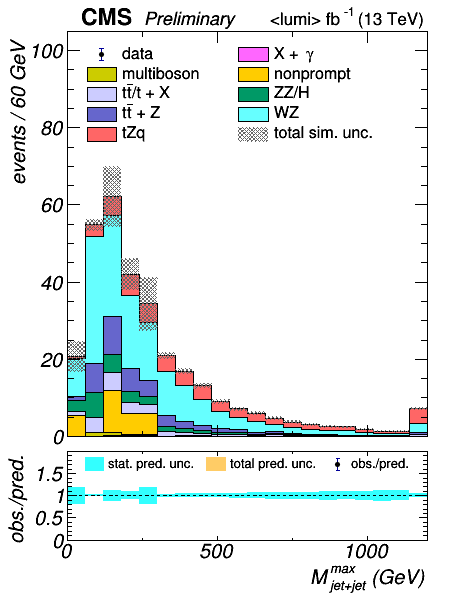 CMS Preliminary <lumi> fb⁻¹ (13 TeV)
events / 60 GeV
100
80
60
40
20
0
data
multiboson
tt̄/t + X
tt̄ + Z
tZq
X + γ
nonprompt
ZZ/H
WZ
total sim. unc.
obs./pred.
1.5
1
0.5
0
stat. pred. unc. total pred. unc. obs./pred.
0 500 1000
M^max_jet+jet (GeV)